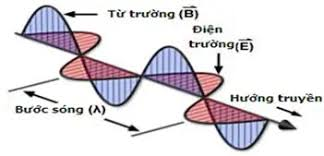 Từ trường (B)
Điện
trường(E)
Hướng truyền
Bước sóng (λ)